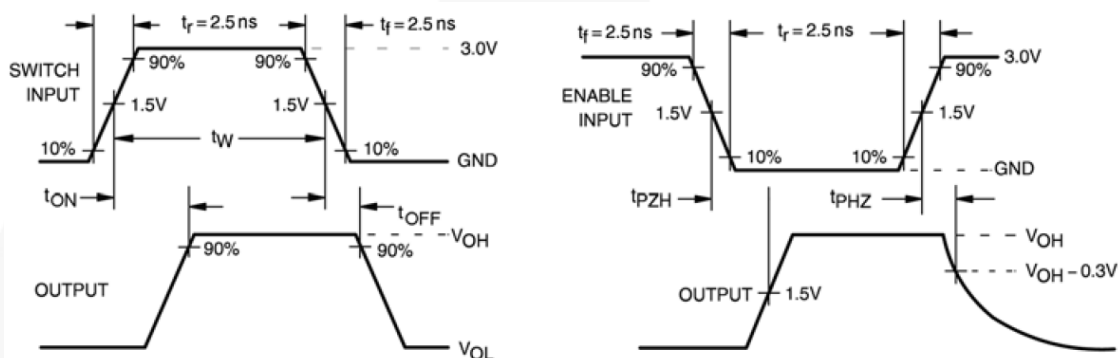 tr = 2.5 ns
tf = 2.5 ns
3.0V
90%
90%
SWITCH
INPUT
1.5V
1.5V
tW
10%
10%
GND
tON
tOFF
VOH
90%
90%
OUTPUT
VOL
tf = 2.5 ns
tr = 2.5 ns
3.0V
90%
90%
ENABLE
INPUT
1.5V
1.5V
10%
10%
GND
tPZH
tPHZ
VOH
VOH – 0.3V
OUTPUT
1.5V